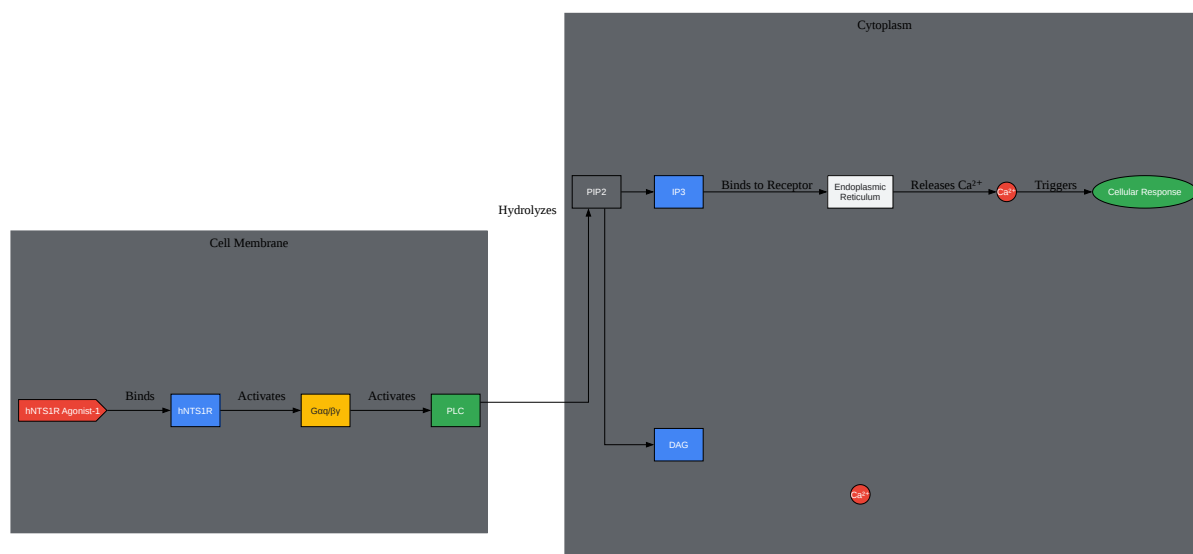 Cytoplasm
PIP2
IP3
Binds to Receptor
Endoplasmic
Reticulum
Releases Ca²⁺
Ca²⁺
Triggers
Cellular Response
Hydrolyzes
Cell Membrane
hNTS1R Agonist-1
Binds
hNTS1R
Activates
Gαq/βγ
Activates
PLC
DAG
Ca²⁺